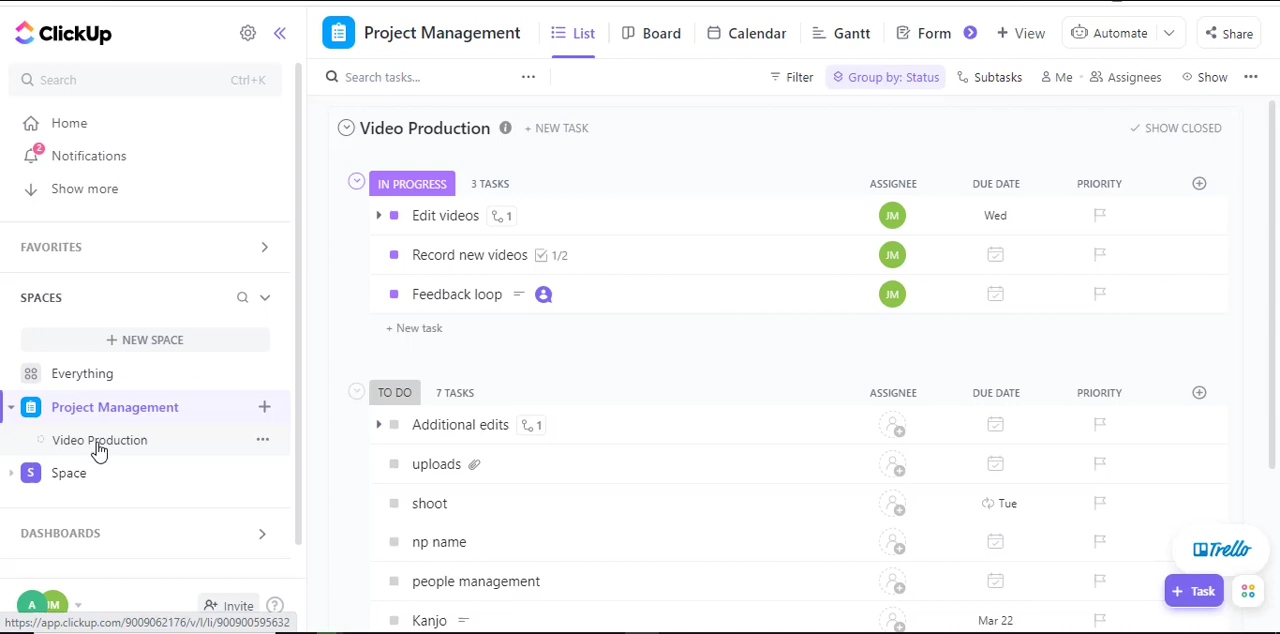 ClickUp
Search Ctrl+K
Home
2
Notifications
Show more
FAVORITES
SPACES
+ NEW SPACE
Everything
Project Management
Video Production
S Space
DASHBOARDS
A JM Invite
https://app.clickup.com/9009062176/v/l/li/900900595632
Project Management List Board Calendar Gantt Form + View Automate Share
Search tasks... Filter Group by: Status Subtasks Me Assignees Show
Video Production + NEW TASK SHOW CLOSED
IN PROGRESS 3 TASKS ASSIGNEE DUE DATE PRIORITY
Edit videos 1 JM Wed
Record new videos 1/2 JM
Feedback loop JM
+ New task
TO DO 7 TASKS ASSIGNEE DUE DATE PRIORITY
Additional edits 1
uploads
shoot Tue
np name
people management
Kanjo Mar 22
Trello
+ Task